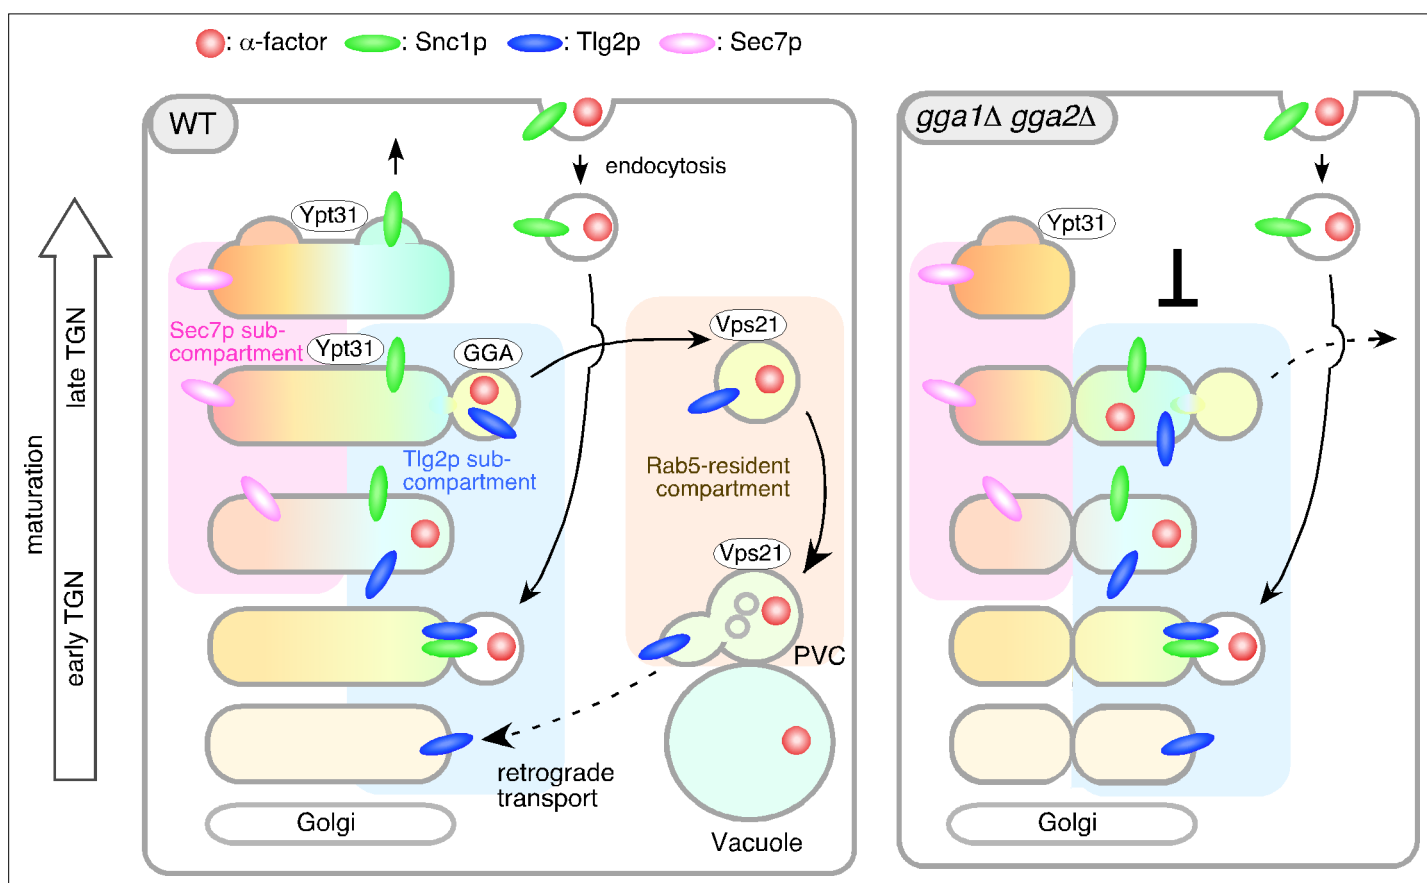 : α-factor : Snc1p : Tlg2p : Sec7p
WT
endocytosis
Ypt31
Sec7p sub-
compartment
Ypt31
GGA
Tlg2p sub-
compartment
Vps21
Rab5-resident
compartment
Vps21
PVC
retrograde
transport
Golgi
Vacuole
maturation
late TGN
early TGN
gga1Δ gga2Δ
Ypt31
Golgi